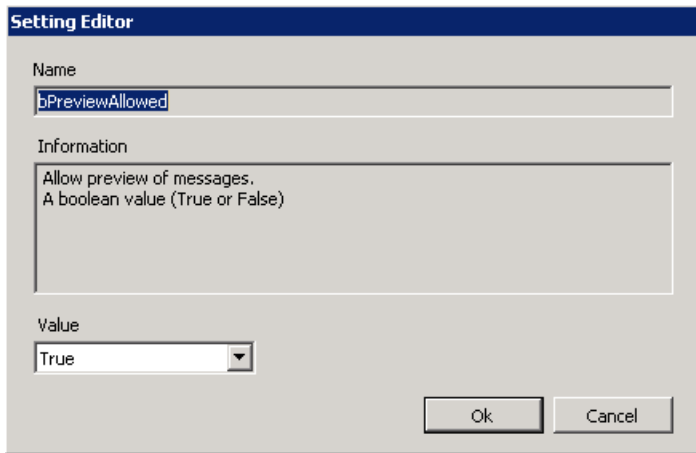 Setting Editor
Name
bPreviewAllowed
Information
Allow preview of messages.
A boolean value (True or False)
Value
True
Ok Cancel